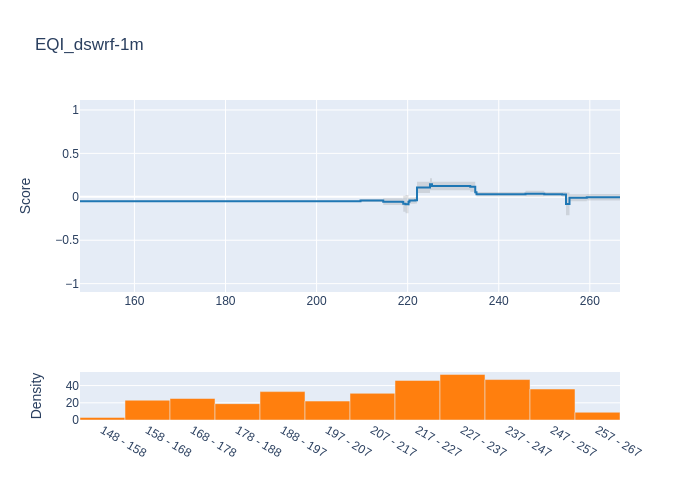 EQI_dswrf-1m
Score
1
0.5
0
−0.5
−1
160 180 200 220 240 260
Density
40
20
0
148 - 158
158 - 168
168 - 178
178 - 188
188 - 197
197 - 207
207 - 217
217 - 227
227 - 237
237 - 247
247 - 257
257 - 267